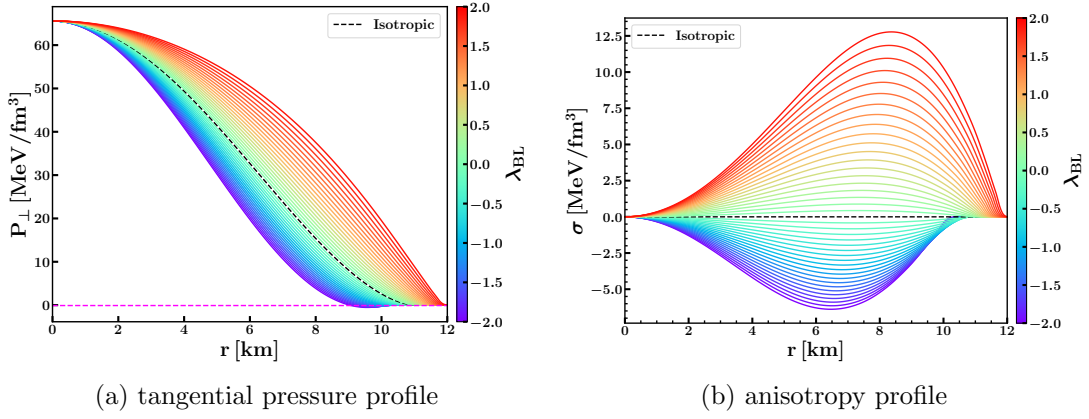 P⊥ [MeV/fm³]
60
50
40
30
20
10
0
0 2 4 6 8 10 12
r [km]
Isotropic
2.0
1.5
1.0
0.5
0.0
−0.5
−1.0
−1.5
−2.0
λBL
(a) tangential pressure profile
σ [MeV/fm³]
12.5
10.0
7.5
5.0
2.5
0.0
−2.5
−5.0
0 2 4 6 8 10 12
r [km]
Isotropic
2.0
1.5
1.0
0.5
0.0
−0.5
−1.0
−1.5
−2.0
λBL
(b) anisotropy profile